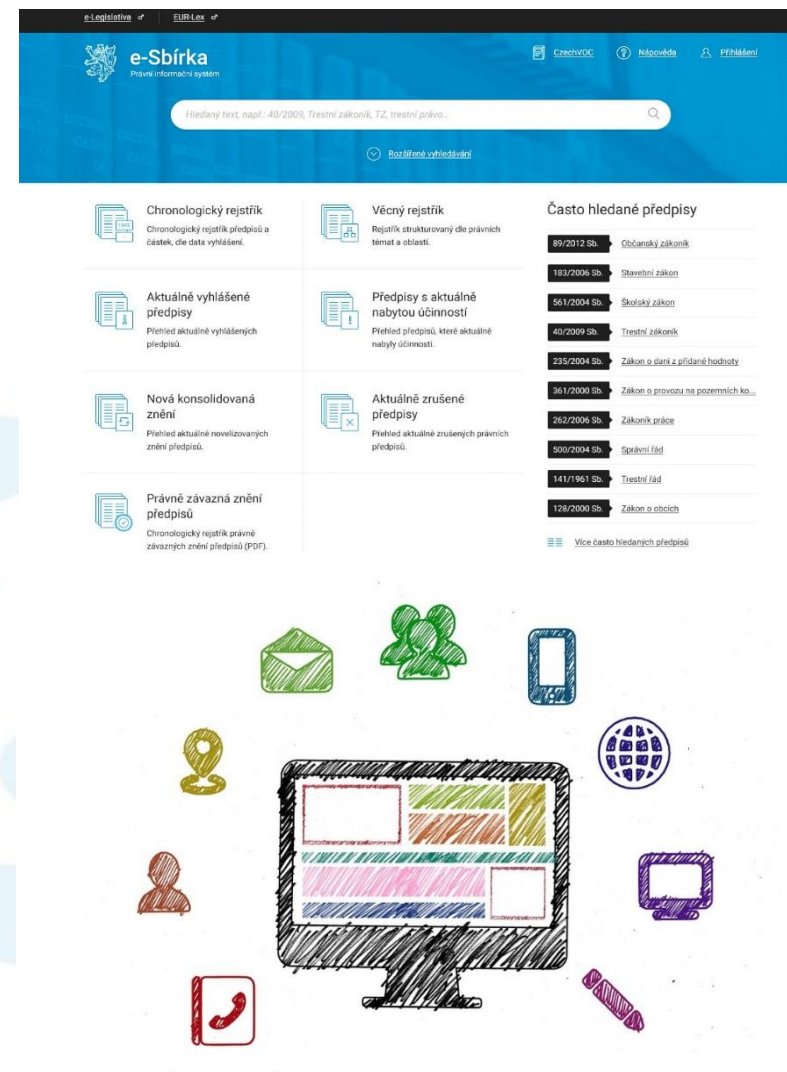 e-Legislativa
EUR-Lex
e-Sbírka
Právní informační systém
CzechVOC
Nápověda
Přihlášení
Hledaný text, např.: 40/2009, Trestní zákoník, TZ, trestní právo...
Rozšířené vyhledávání
Chronologický rejstřík
Chronologický rejstřík předpisů a
částek, dle data vyhlášení.
Věcný rejstřík
Rejstřík strukturovaný dle právních
témat a oblastí.
Aktuálně vyhlášené
předpisy
Přehled aktuálně vyhlášených
předpisů.
Předpisy s aktuálně
nabytou účinností
Přehled předpisů, které aktuálně
nabyly účinnosti.
Nová konsolidovaná
znění
Přehled aktuálně novelizovaných
znění předpisů.
Aktuálně zrušené
předpisy
Přehled aktuálně zrušených právních
předpisů.
Právně závazná znění
předpisů
Chronologický rejstřík právně
závazných znění předpisů (PDF).
Často hledané předpisy
89/2012 Sb. Občanský zákoník
183/2006 Sb. Stavební zákon
561/2004 Sb. Školský zákon
40/2009 Sb. Trestní zákoník
235/2004 Sb. Zákon o dani z přidané hodnoty
361/2000 Sb. Zákon o provozu na pozemních ko...
262/2006 Sb. Zákoník práce
500/2004 Sb. Správní řád
141/1961 Sb. Trestní řád
128/2000 Sb. Zákon o obcích
Více často hledaných předpisů